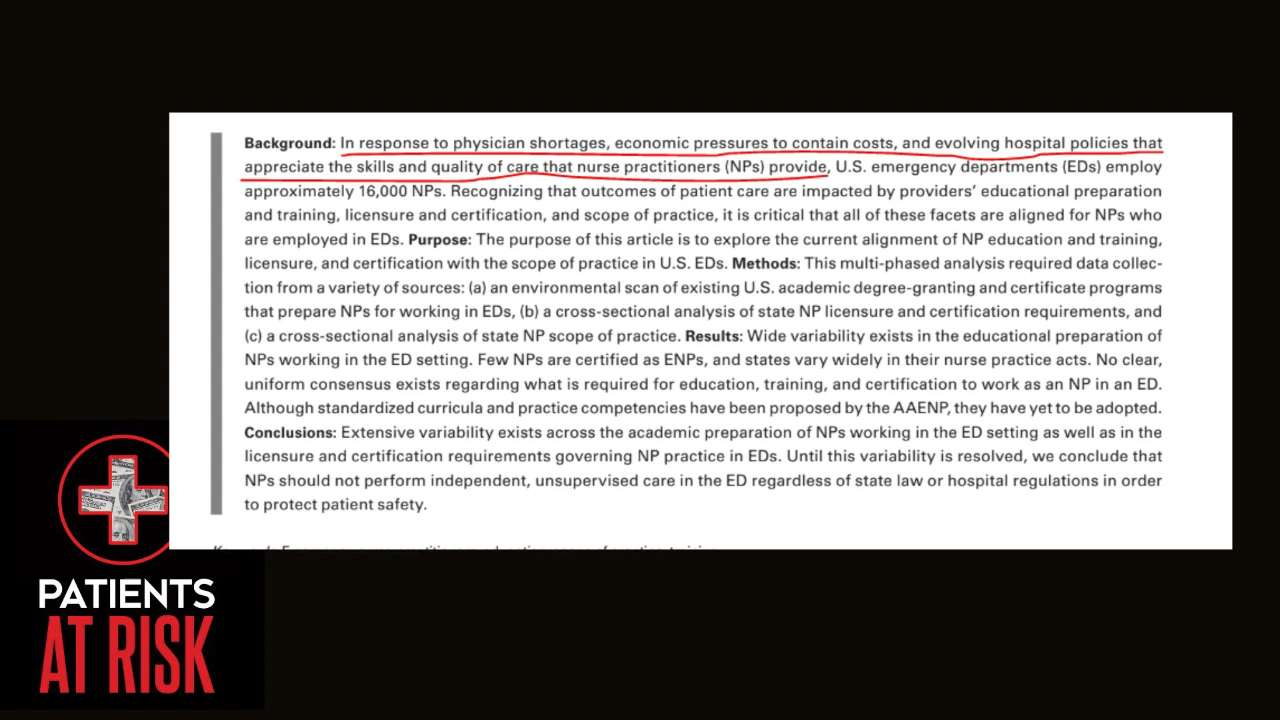 Background: In response to physician shortages, economic pressures to contain costs, and evolving hospital policies that
appreciate the skills and quality of care that nurse practitioners (NPs) provide, U.S. emergency departments (EDs) employ
approximately 16,000 NPs. Recognizing that outcomes of patient care are impacted by providers' educational preparation
and training, licensure and certification, and scope of practice, it is critical that all of these facets are aligned for NPs who
are employed in EDs. Purpose: The purpose of this article is to explore the current alignment of NP education and training,
licensure, and certification with the scope of practice in U.S. EDs. Methods: This multi-phased analysis required data collec-
tion from a variety of sources: (a) an environmental scan of existing U.S. academic degree-granting and certificate programs
that prepare NPs for working in EDs, (b) a cross-sectional analysis of state NP licensure and certification requirements, and
(c) a cross-sectional analysis of state NP scope of practice. Results: Wide variability exists in the educational preparation of
NPs working in the ED setting. Few NPs are certified as ENPs, and states vary widely in their nurse practice acts. No clear,
uniform consensus exists regarding what is required for education, training, and certification to work as an NP in an ED.
Although standardized curricula and practice competencies have been proposed by the AAENP, they have yet to be adopted.
Conclusions: Extensive variability exists across the academic preparation of NPs working in the ED setting as well as in the
licensure and certification requirements governing NP practice in EDs. Until this variability is resolved, we conclude that
NPs should not perform independent, unsupervised care in the ED regardless of state law or hospital regulations in order
to protect patient safety.
PATIENTS
AT RISK